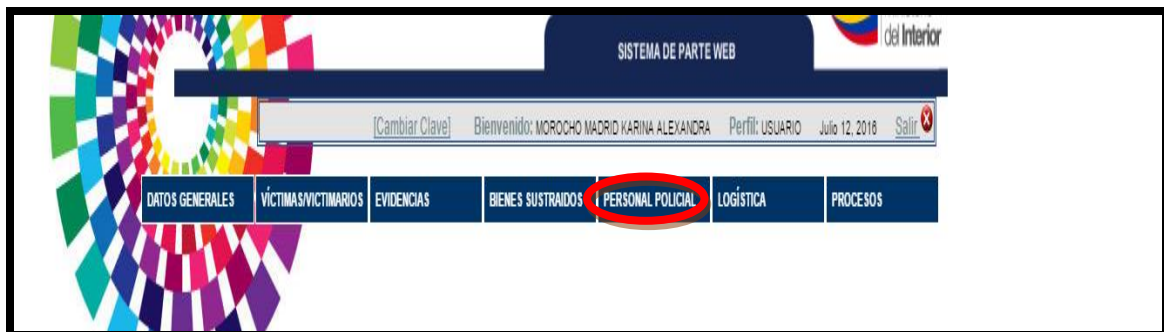 del Interior
SISTEMA DE PARTE WEB
[Cambiar Clave] Bienvenido: MOROCHO MADRID KARINA ALEXANDRA Perfil: USUARIO Julio 12, 2016 Salir
DATOS GENERALES VÍCTIMAS/VICTIMARIOS EVIDENCIAS BIENES SUSTRAIDOS PERSONAL POLICIAL LOGÍSTICA PROCESOS